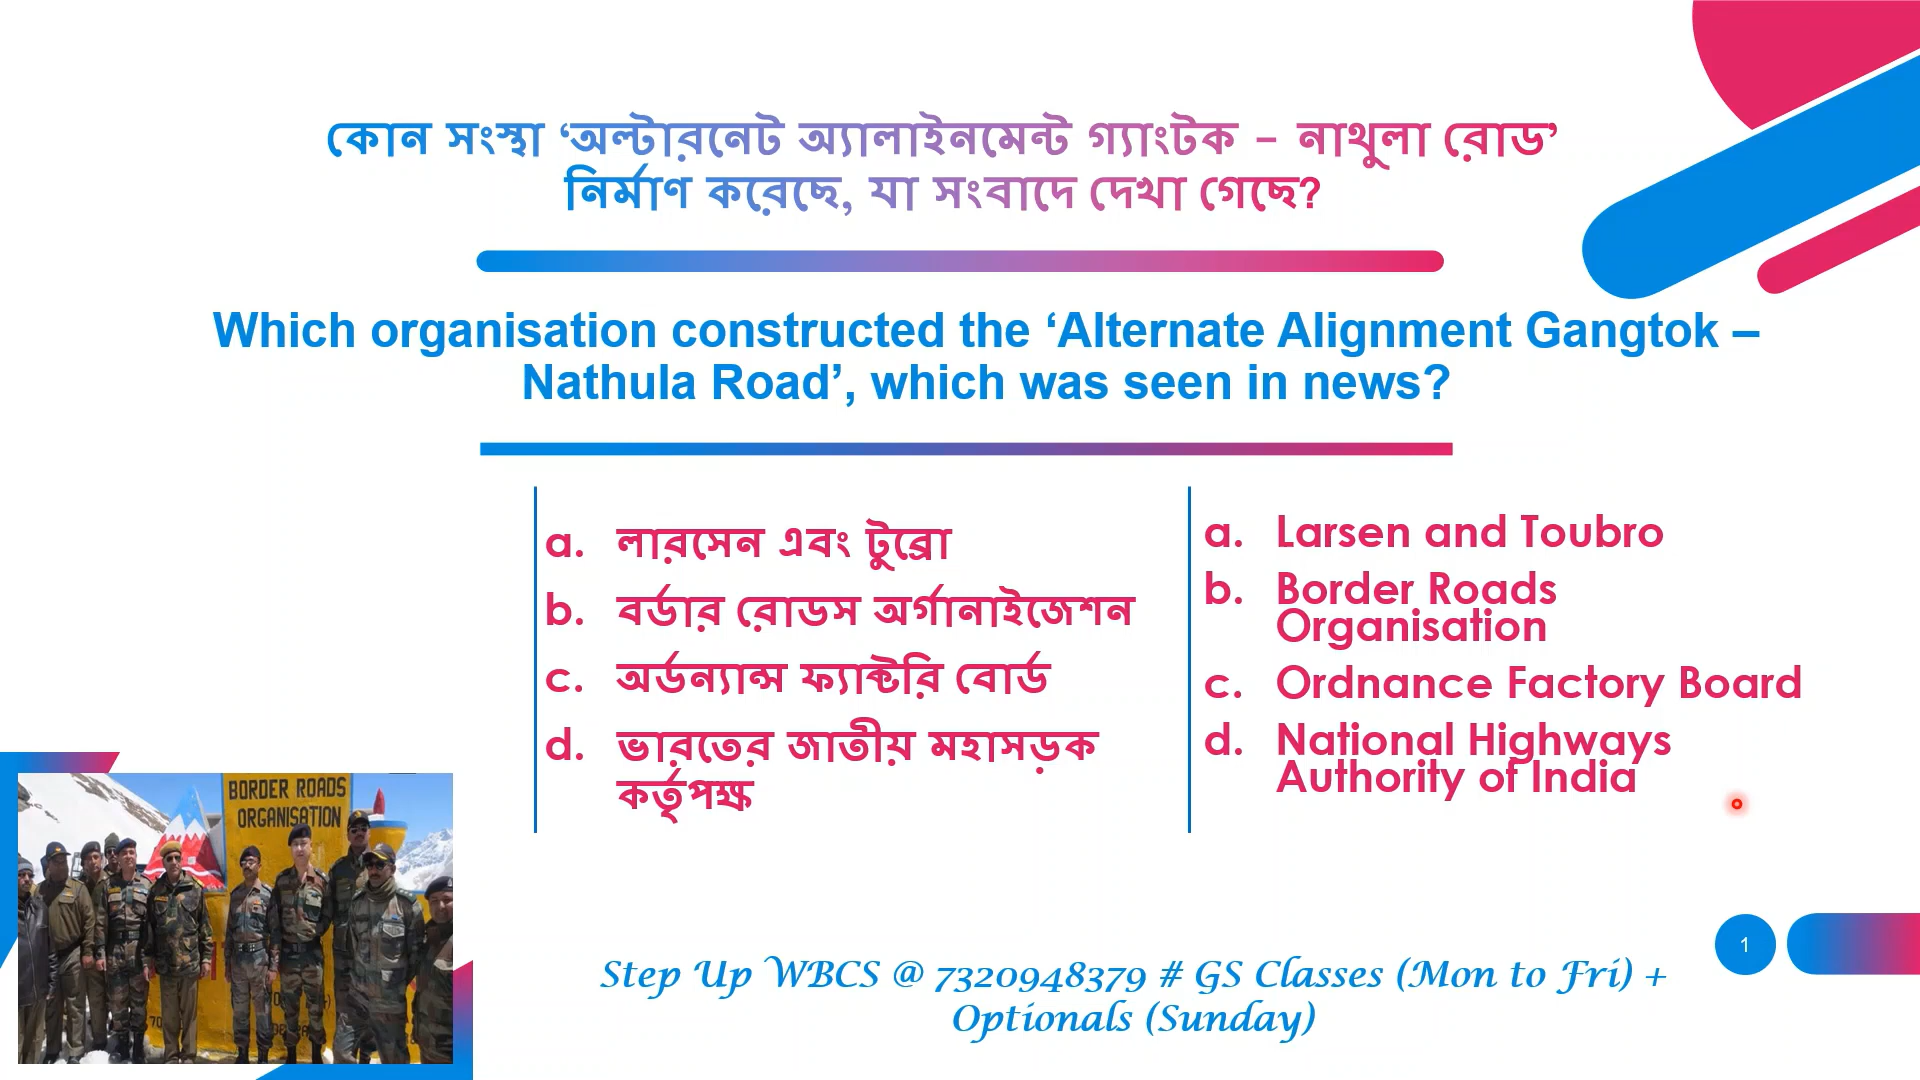 কোন সংস্থা ‘অল্টারনেট অ্যালাইনমেন্ট গ্যাংটক – নাথুলা রোড’
নির্মাণ করেছে, যা সংবাদে দেখা গেছে?
Which organisation constructed the ‘Alternate Alignment Gangtok –
Nathula Road’, which was seen in news?
a. লারসেন এবং টুব্রো
b. বর্ডার রোডস অর্গানাইজেশন
c. অর্ডন্যান্স ফ্যাক্টরি বোর্ড
d. ভারতের জাতীয় মহাসড়ক
কর্তৃপক্ষ
a. Larsen and Toubro
b. Border Roads
Organisation
c. Ordnance Factory Board
d. National Highways
Authority of India
BORDER ROADS
ORGANISATION
1
Step Up WBCS @ 7320948379 # GS Classes (Mon to Fri) +
Optionals (Sunday)